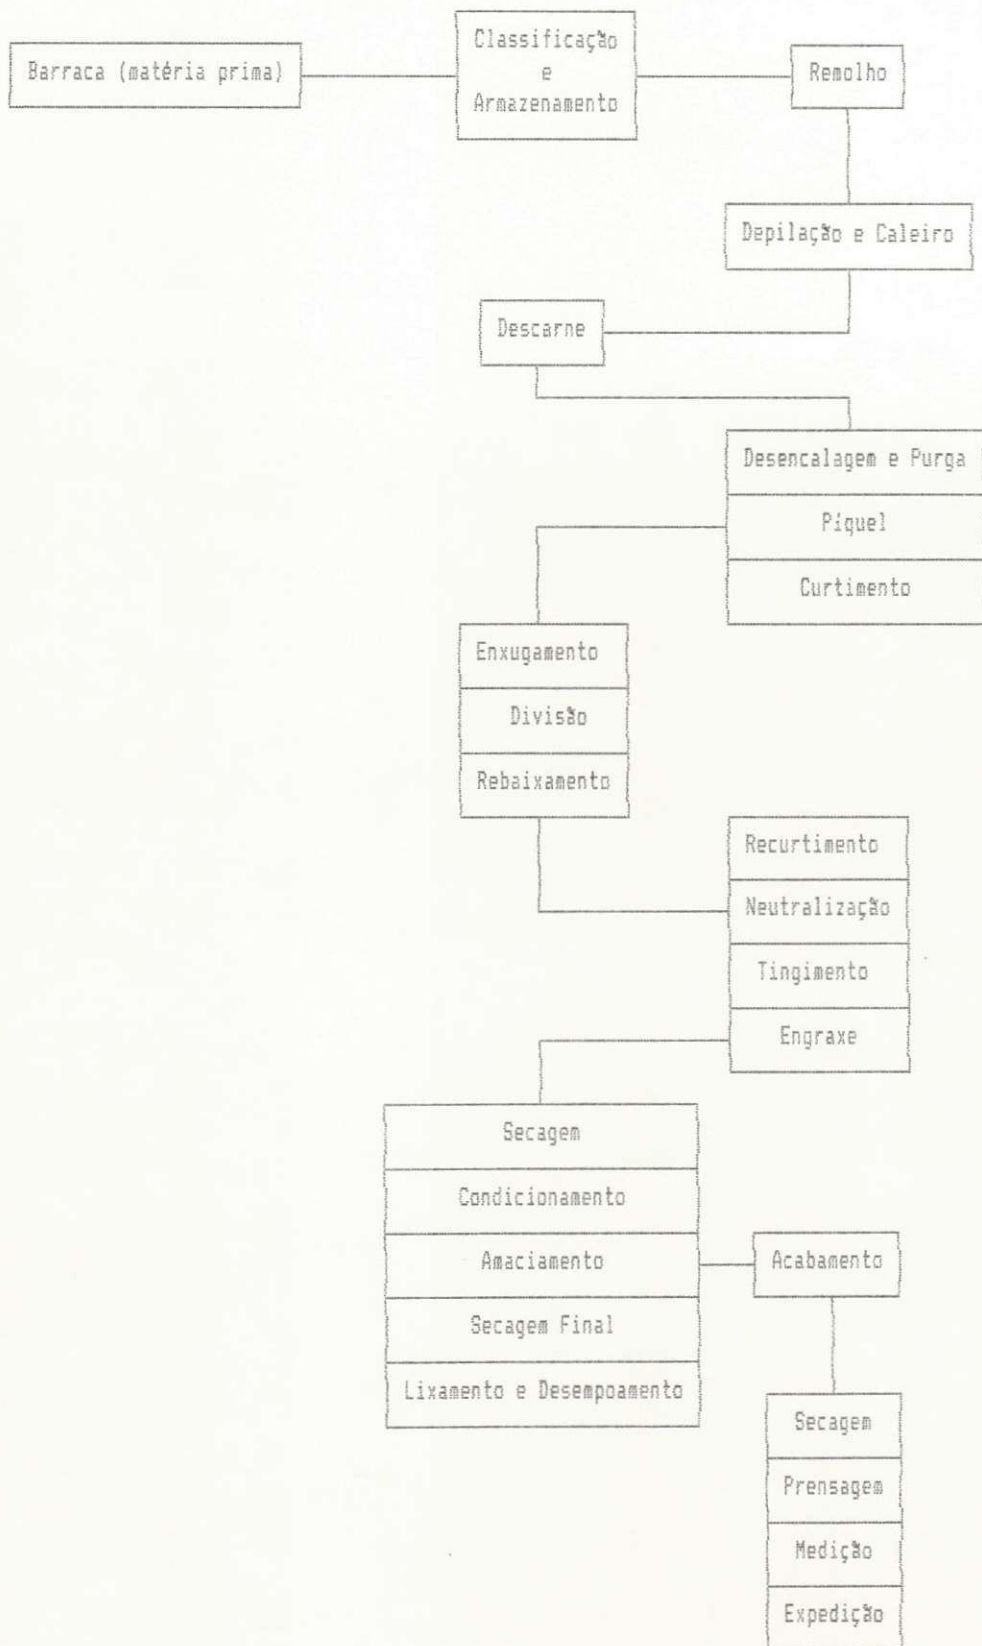 Barraca (matéria prima)
Classificação
e
Armazenamento
Remolho
Depilação e Caleiro
Descarne
Desencalagem e Purga
Píquel
Curtimento
Enxugamento
Divisão
Rebaixamento
Recurtimento
Neutralização
Tingimento
Engraxe
Secagem
Condicionamento
Amaciamento
Secagem Final
Lixamento e Desempoamento
Acabamento
Secagem
Prensagem
Medição
Expedição